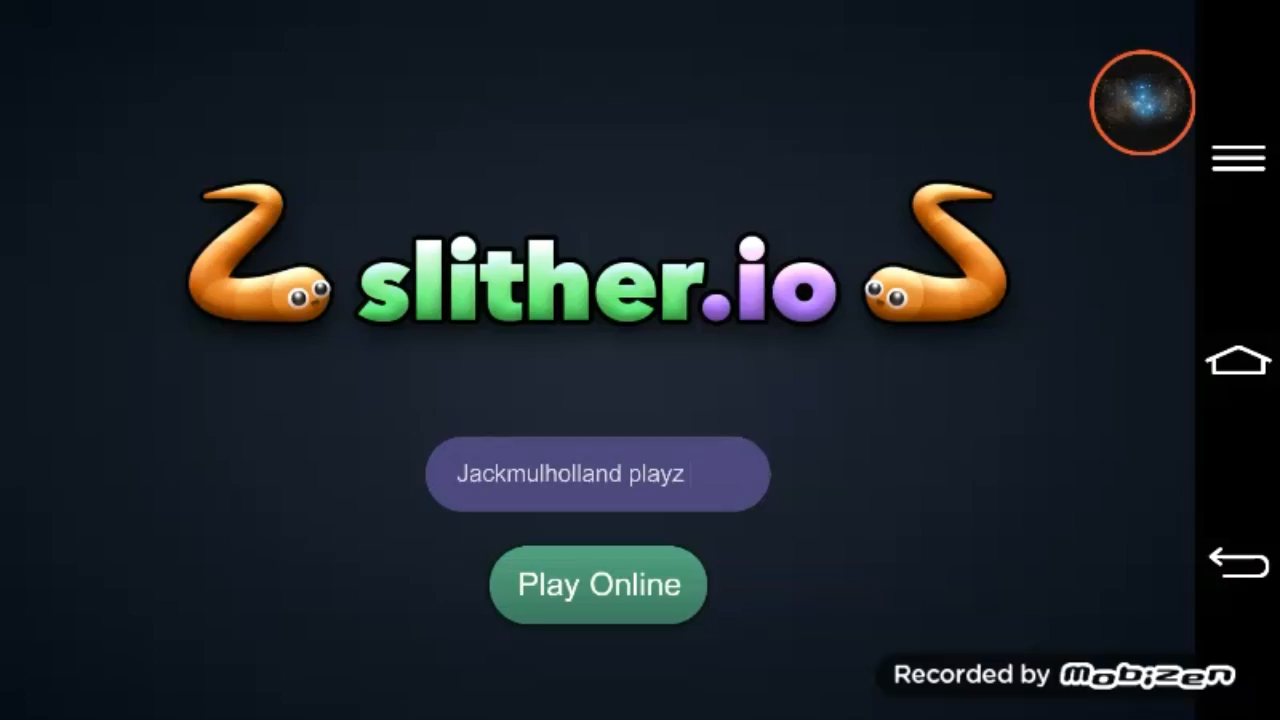 slither.io
Jackmulholland playz
Play Online
Recorded by Mobizen